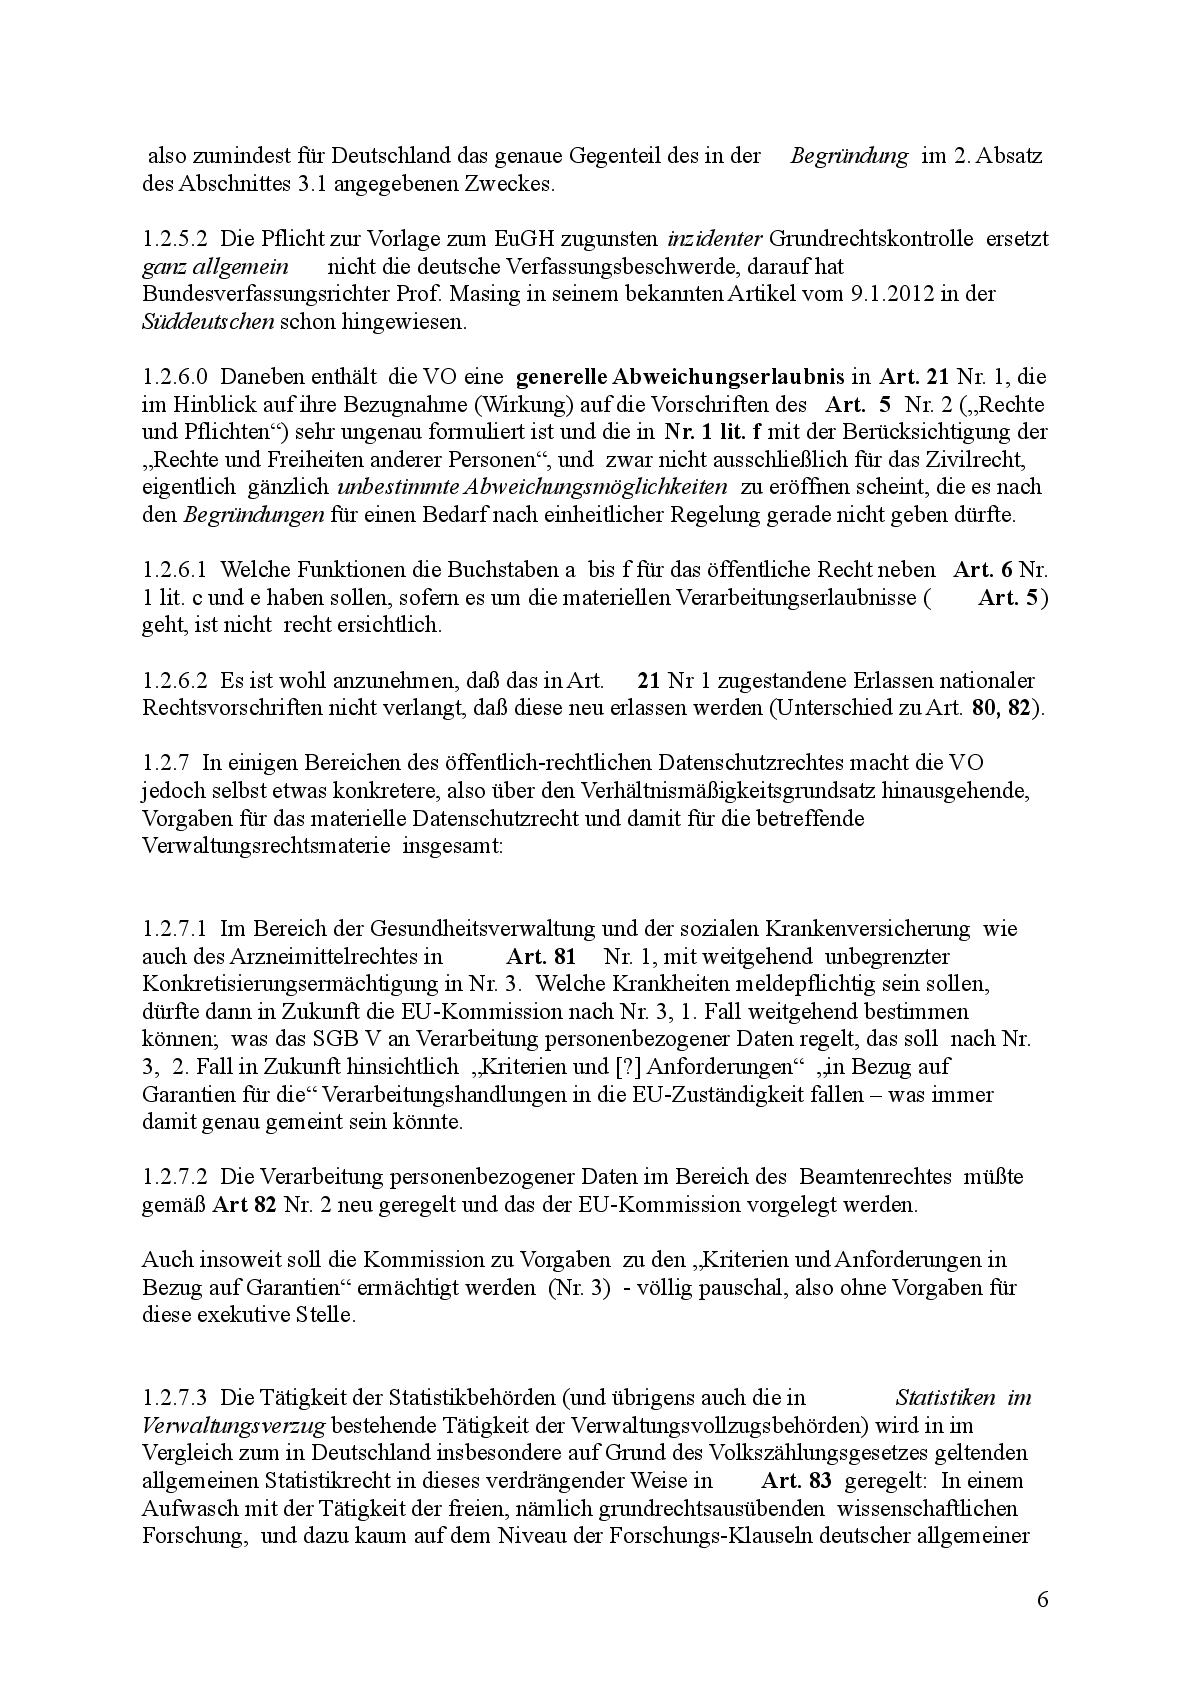 also zumindest für Deutschland das genaue Gegenteil des in der Begründung im 2. Absatz
des Abschnittes 3.1 angegebenen Zweckes.
1.2.5.2 Die Pflicht zur Vorlage zum EuGH zugunsten inzidenter Grundrechtskontrolle ersetzt
ganz allgemein nicht die deutsche Verfassungsbeschwerde, darauf hat
Bundesverfassungsrichter Prof. Masing in seinem bekannten Artikel vom 9.1.2012 in der
Süddeutschen schon hingewiesen.
1.2.6.0 Daneben enthält die VO eine generelle Abweichungserlaubnis in Art. 21 Nr. 1, die
im Hinblick auf ihre Bezugnahme (Wirkung) auf die Vorschriften des Art. 5 Nr. 2 („Rechte
und Pflichten“) sehr ungenau formuliert ist und die in Nr. 1 lit. f mit der Berücksichtigung der
„Rechte und Freiheiten anderer Personen“, und zwar nicht ausschließlich für das Zivilrecht,
eigentlich gänzlich unbestimmte Abweichungsmöglichkeiten zu eröffnen scheint, die es nach
den Begründungen für einen Bedarf nach einheitlicher Regelung gerade nicht geben dürfte.
1.2.6.1 Welche Funktionen die Buchstaben a bis f für das öffentliche Recht neben Art. 6 Nr.
1 lit. c und e haben sollen, sofern es um die materiellen Verarbeitungserlaubnisse ( Art. 5)
geht, ist nicht recht ersichtlich.
1.2.6.2 Es ist wohl anzunehmen, daß das in Art. 21 Nr 1 zugestandene Erlassen nationaler
Rechtsvorschriften nicht verlangt, daß diese neu erlassen werden (Unterschied zu Art. 80, 82).
1.2.7 In einigen Bereichen des öffentlich-rechtlichen Datenschutzrechtes macht die VO
jedoch selbst etwas konkretere, also über den Verhältnismäßigkeitsgrundsatz hinausgehende,
Vorgaben für das materielle Datenschutzrecht und damit für die betreffende
Verwaltungsrechtsmaterie insgesamt:
1.2.7.1 Im Bereich der Gesundheitsverwaltung und der sozialen Krankenversicherung wie
auch des Arzneimittelrechtes in Art. 81 Nr. 1, mit weitgehend unbegrenzter
Konkretisierungsermächtigung in Nr. 3. Welche Krankheiten meldepflichtig sein sollen,
dürfte dann in Zukunft die EU-Kommission nach Nr. 3, 1. Fall weitgehend bestimmen
können; was das SGB V an Verarbeitung personenbezogener Daten regelt, das soll nach Nr.
3, 2. Fall in Zukunft hinsichtlich „Kriterien und [?] Anforderungen“ „in Bezug auf
Garantien für die“ Verarbeitungshandlungen in die EU-Zuständigkeit fallen – was immer
damit genau gemeint sein könnte.
1.2.7.2 Die Verarbeitung personenbezogener Daten im Bereich des Beamtenrechtes müßte
gemäß Art 82 Nr. 2 neu geregelt und das der EU-Kommission vorgelegt werden.
Auch insoweit soll die Kommission zu Vorgaben zu den „Kriterien und Anforderungen in
Bezug auf Garantien“ ermächtigt werden (Nr. 3) - völlig pauschal, also ohne Vorgaben für
diese exekutive Stelle.
1.2.7.3 Die Tätigkeit der Statistikbehörden (und übrigens auch die in Statistiken im
Verwaltungsverzug bestehende Tätigkeit der Verwaltungsvollzugsbehörden) wird in im
Vergleich zum in Deutschland insbesondere auf Grund des Volkszählungsgesetzes geltenden
allgemeinen Statistikrecht in dieses verdrängender Weise in Art. 83 geregelt: In einem
Aufwasch mit der Tätigkeit der freien, nämlich grundrechtsausübenden wissenschaftlichen
Forschung, und dazu kaum auf dem Niveau der Forschungs-Klauseln deutscher allgemeiner
6